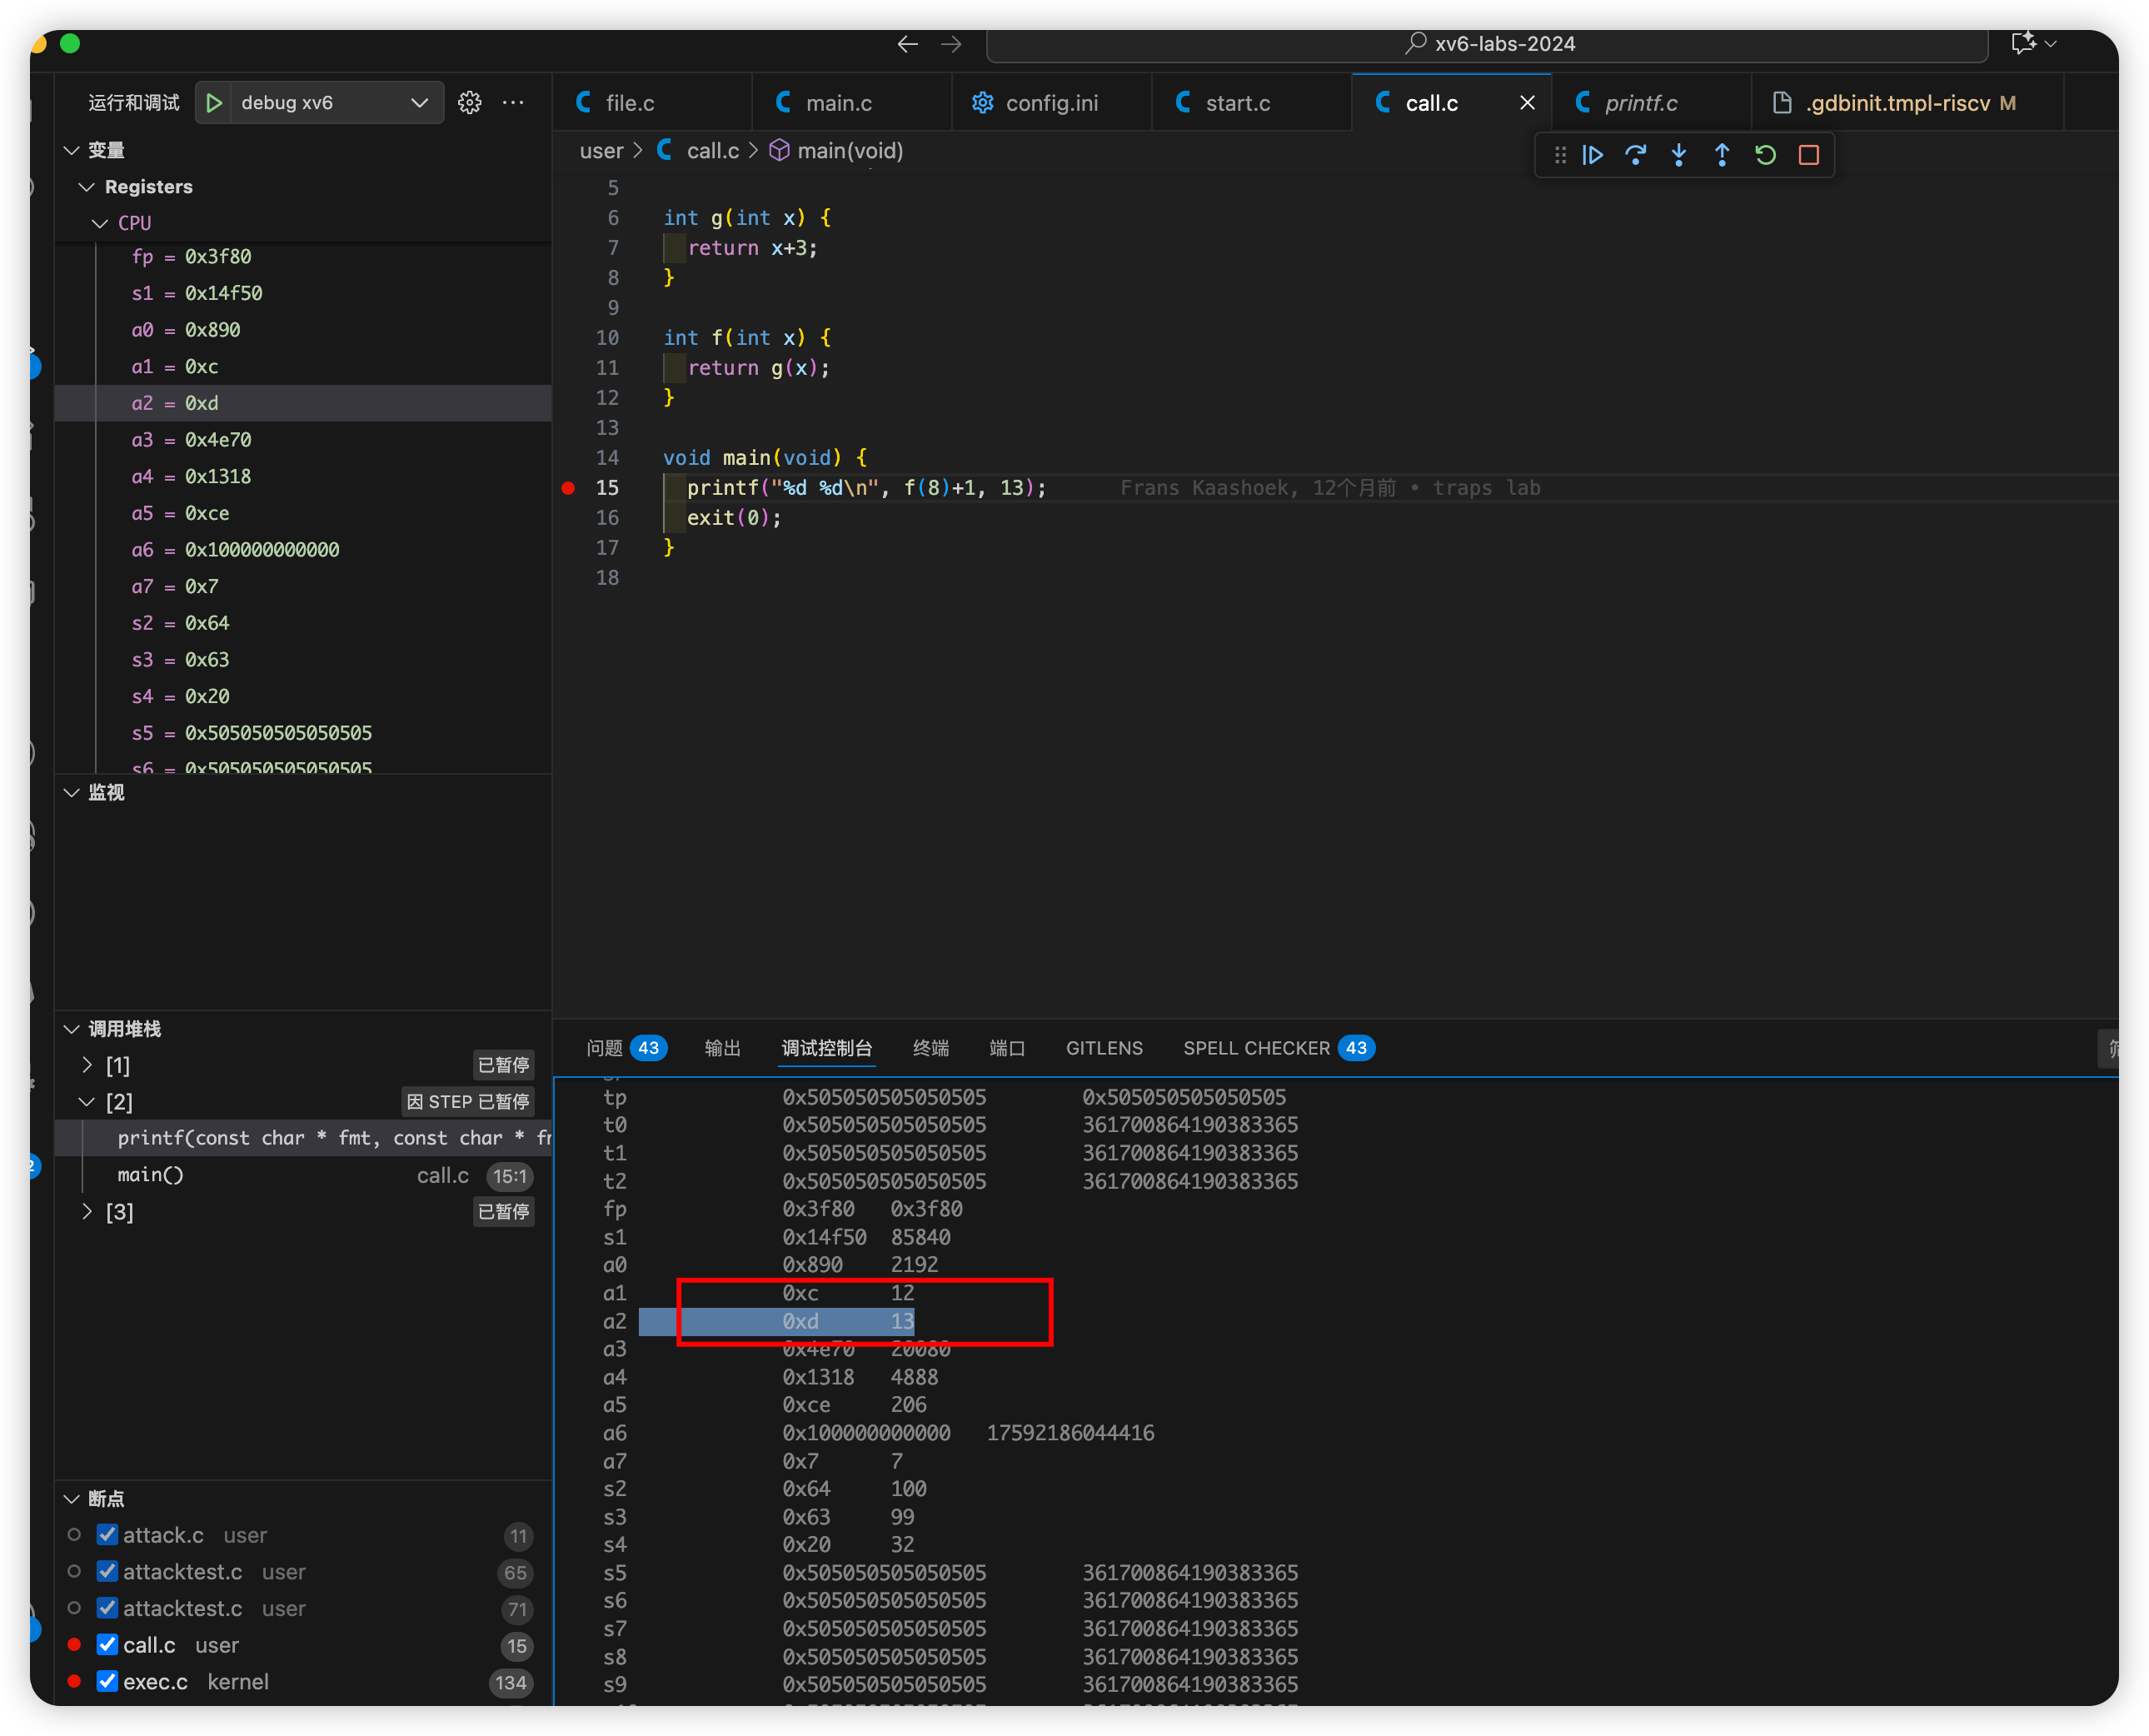 xv6-labs-2024
运行和调试 debug xv6
file.c main.c config.ini start.c call.c printf.c .gdbinit.tmpl-riscv M
变量
Registers
CPU
fp = 0x3f80
s1 = 0x14f50
a0 = 0x890
a1 = 0xc
a2 = 0xd
a3 = 0x4e70
a4 = 0x1318
a5 = 0xce
a6 = 0x100000000000
a7 = 0x7
s2 = 0x64
s3 = 0x63
s4 = 0x20
s5 = 0x505050505050505
s6 = 0x505050505050505
监视
调用堆栈
[1] 已暂停
[2] 因 STEP 已暂停
printf(const char * fmt, const char * fm
main() call.c 15:1
[3] 已暂停
断点
attack.c user 11
attacktest.c user 65
attacktest.c user 71
call.c user 15
exec.c kernel 134
user > call.c > main(void)
5
6 int g(int x) {
7 return x+3;
8 }
9
10 int f(int x) {
11 return g(x);
12 }
13
14 void main(void) {
15 printf("%d %d\n", f(8)+1, 13); Frans Kaashoek, 12个月前 • traps lab
16 exit(0);
17 }
18
问题 43 输出 调试控制台 终端 端口 GITLENS SPELL CHECKER 43
tp 0x505050505050505 0x505050505050505
t0 0x505050505050505 361700864190383365
t1 0x505050505050505 361700864190383365
t2 0x505050505050505 361700864190383365
fp 0x3f80 0x3f80
s1 0x14f50 85840
a0 0x890 2192
a1 0xc 12
a2 0xd 13
a3 0x4e70 20080
a4 0x1318 4888
a5 0xce 206
a6 0x100000000000 17592186044416
a7 0x7 7
s2 0x64 100
s3 0x63 99
s4 0x20 32
s5 0x505050505050505 361700864190383365
s6 0x505050505050505 361700864190383365
s7 0x505050505050505 361700864190383365
s8 0x505050505050505 361700864190383365
s9 0x505050505050505 361700864190383365